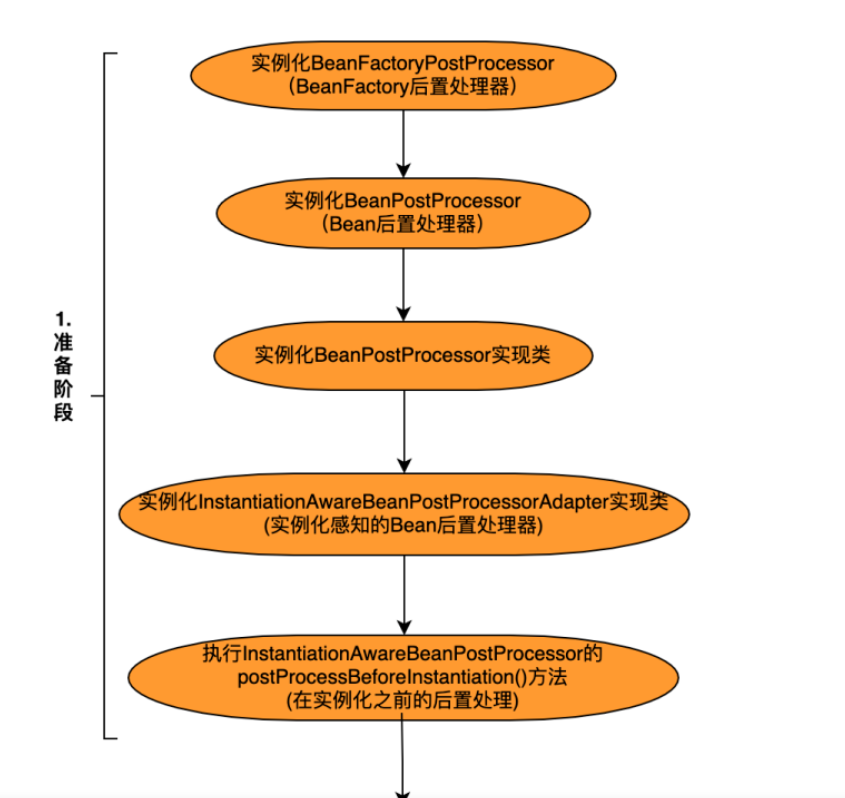 实例化BeanFactoryPostProcessor
（BeanFactory后置处理器）
实例化BeanPostProcessor
（Bean后置处理器）
1.
准
备
阶
段
实例化BeanPostProcessor实现类
实例化InstantiationAwareBeanPostProcessorAdapter实现类
(实例化感知的Bean后置处理器)
执行InstantiationAwareBeanPostProcessor的
postProcessBeforeInstantiation()方法
(在实例化之前的后置处理)